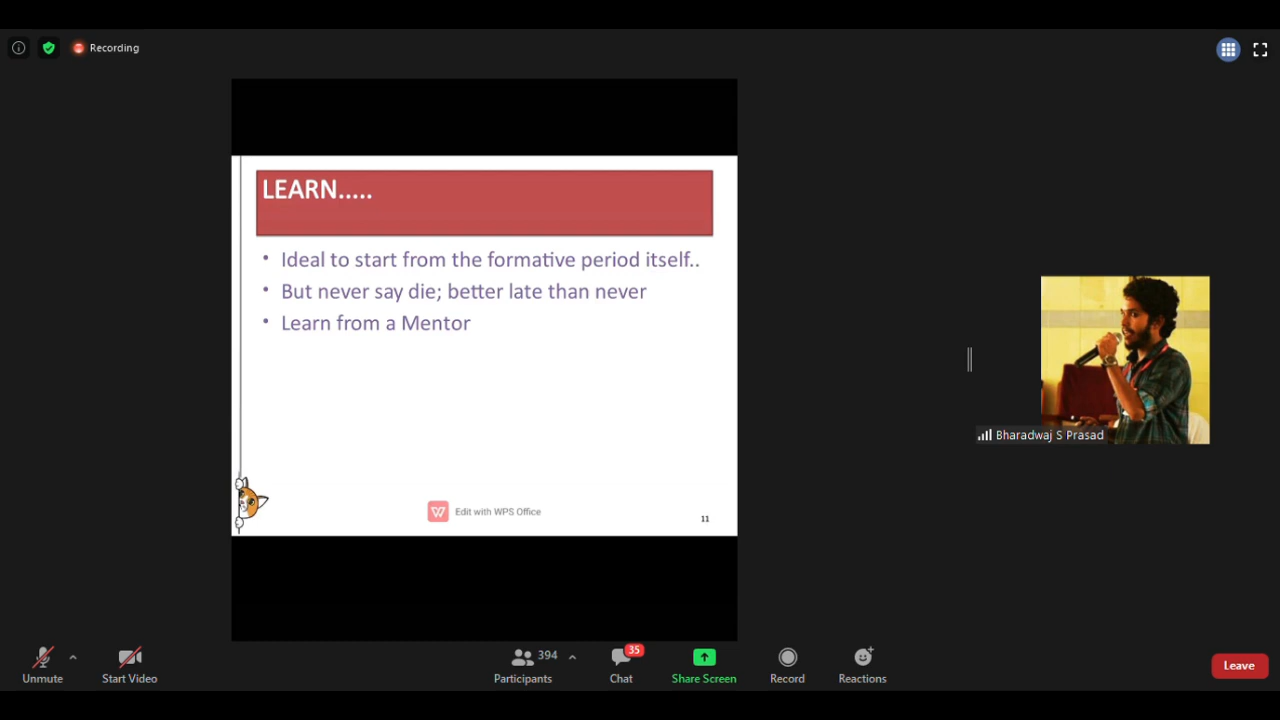 Recording
LEARN.....
• Ideal to start from the formative period itself..
• But never say die; better late than never
• Learn from a Mentor
Edit with WPS Office
11
Bharadwaj S Prasad
Unmute
Start Video
394
Participants
35
Chat
Share Screen
Record
Reactions
Leave